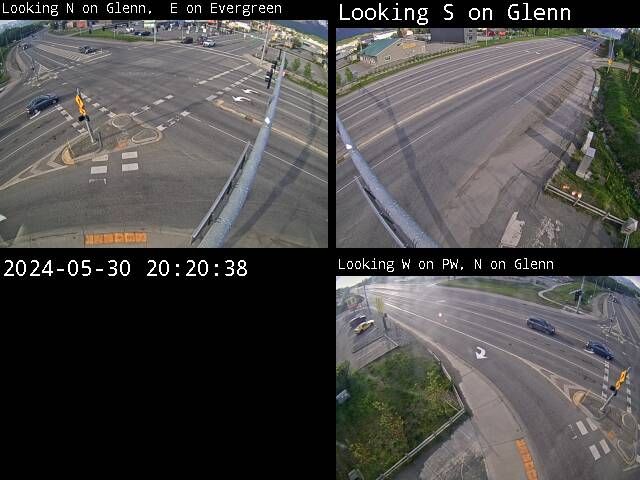 Looking N on Glenn,  E on Evergreen
Looking S on Glenn
2024-05-30 20:20:38
Looking W on PW, N on Glenn